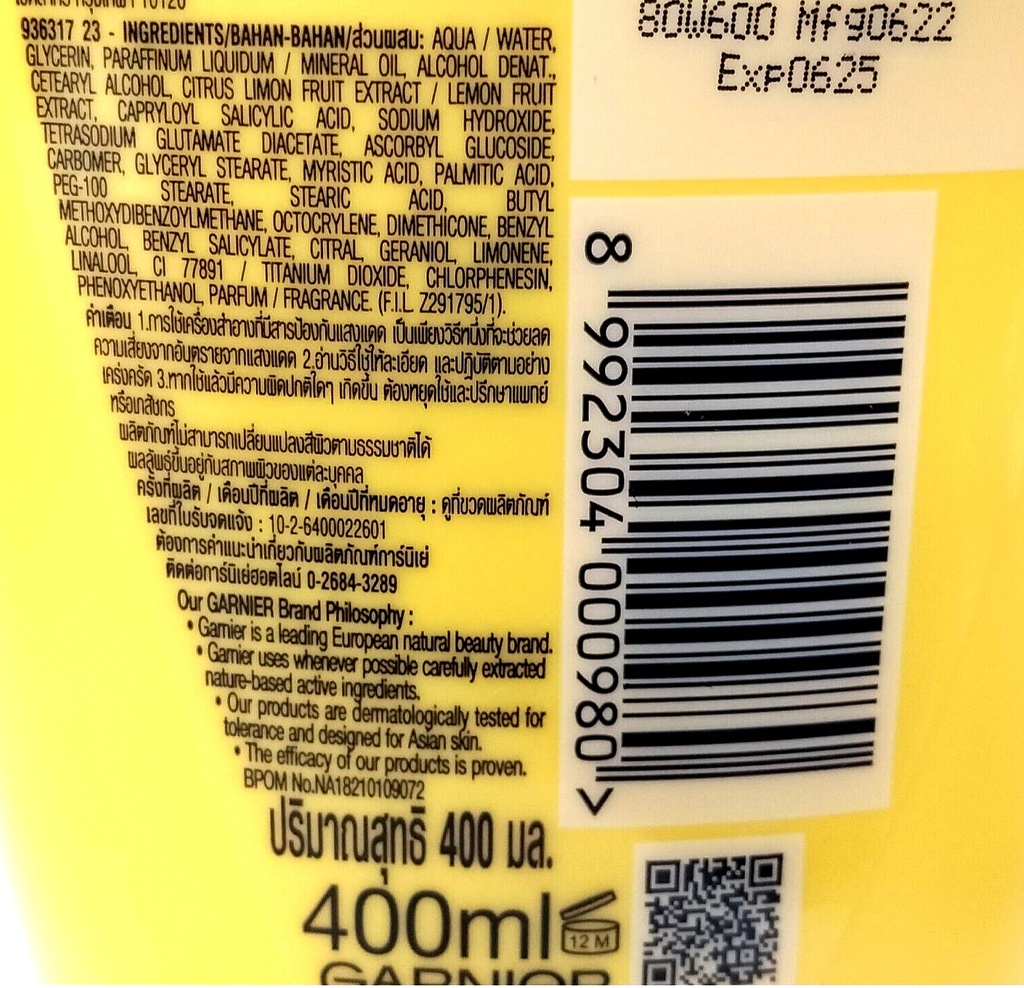 936317 23 - INGREDIENTS/BAHAN-BAHAN/ส่วนผสม: AQUA / WATER,
GLYCERIN, PARAFFINUM LIQUIDUM / MINERAL OIL, ALCOHOL DENAT.,
CETEARYL ALCOHOL, CITRUS LIMON FRUIT EXTRACT / LEMON FRUIT
EXTRACT, CAPRYLOYL SALICYLIC ACID, SODIUM HYDROXIDE,
TETRASODIUM GLUTAMATE DIACETATE, ASCORBYL GLUCOSIDE,
CARBOMER, GLYCERYL STEARATE, MYRISTIC ACID, PALMITIC ACID,
PEG-100 STEARATE, STEARIC ACID, BUTYL
METHOXYDIBENZOYLMETHANE, OCTOCRYLENE, DIMETHICONE, BENZYL
ALCOHOL, BENZYL SALICYLATE, CITRAL, GERANIOL, LIMONENE,
LINALOOL, CI 77891 / TITANIUM DIOXIDE, CHLORPHENESIN,
PHENOXYETHANOL, PARFUM / FRAGRANCE. (F.I.L. Z291795/1).
คำเตือน 1.การใช้เครื่องสำอางที่มีสารป้องกันแสงแดด เป็นเพียงวิธีหนึ่งที่จะช่วยลด
ความเสี่ยงจากอันตรายจากแสงแดด 2.อ่านวิธีใช้ให้ละเอียด และปฏิบัติตามอย่าง
เคร่งครัด 3.หากใช้แล้วมีความผิดปกติใดๆ เกิดขึ้น ต้องหยุดใช้และปรึกษาแพทย์
หรือเภสัชกร
ผลิตภัณฑ์ไม่สามารถเปลี่ยนแปลงสีผิวตามธรรมชาติได้
ผลลัพธ์ขึ้นอยู่กับสภาพผิวของแต่ละบุคคล
ครั้งที่ผลิต / เดือนปีที่ผลิต / เดือนปีที่หมดอายุ : ดูที่ขวดผลิตภัณฑ์
เลขที่ใบรับจดแจ้ง : 10-2-6400022601
ต้องการคำแนะนำเกี่ยวกับผลิตภัณฑ์การ์นิเย่
ติดต่อการ์นิเย่ฮอตไลน์ 0-2684-3289
Our GARNIER Brand Philosophy :
• Garnier is a leading European natural beauty brand.
• Garnier uses whenever possible carefully extracted
nature-based active ingredients.
• Our products are dermatologically tested for
tolerance and designed for Asian skin.
• The efficacy of our products is proven.
BPOM No.NA18210109072
ปริมาณสุทธิ 400 มล.
400ml
12 M
80W600 Mfg0622
Exp0625
8 992304 000980 >